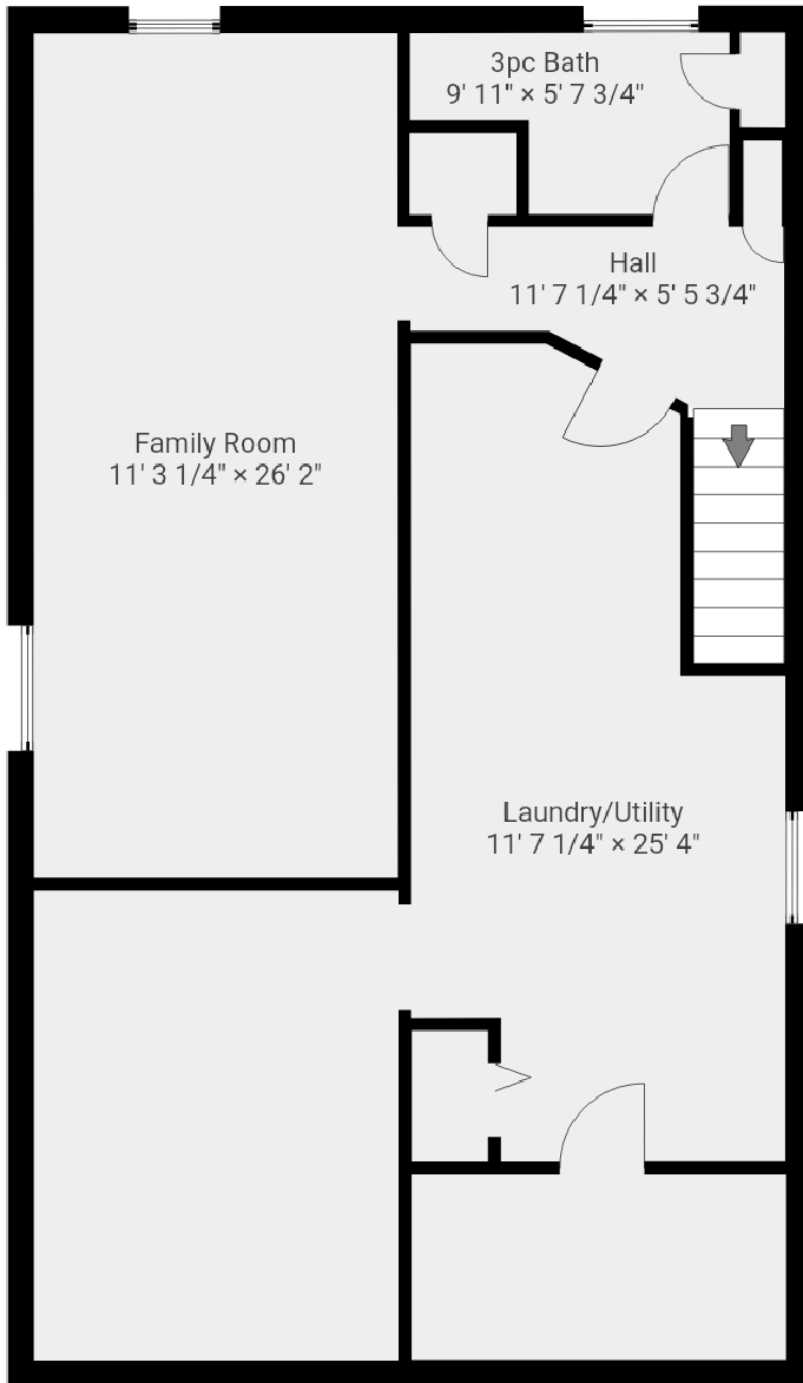 3pc Bath
9' 11" × 5' 7 3/4"
Hall
11' 7 1/4" × 5' 5 3/4"
Family Room
11' 3 1/4" × 26' 2"
Laundry/Utility
11' 7 1/4" × 25' 4"